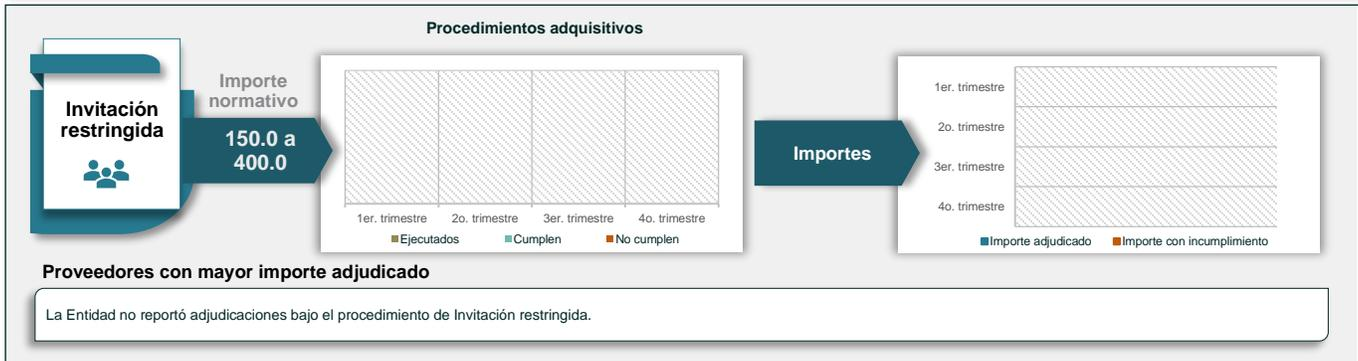 Procedimientos adquisitivos
Invitación
restringida
Importe
normativo
150.0 a
400.0
1er. trimestre
2o. trimestre
3er. trimestre
4o. trimestre
Ejecutados
Cumplen
No cumplen
Importes
1er. trimestre
2o. trimestre
3er. trimestre
4o. trimestre
Importe adjudicado
Importe con incumplimiento
Proveedores con mayor importe adjudicado
La Entidad no reportó adjudicaciones bajo el procedimiento de Invitación restringida.